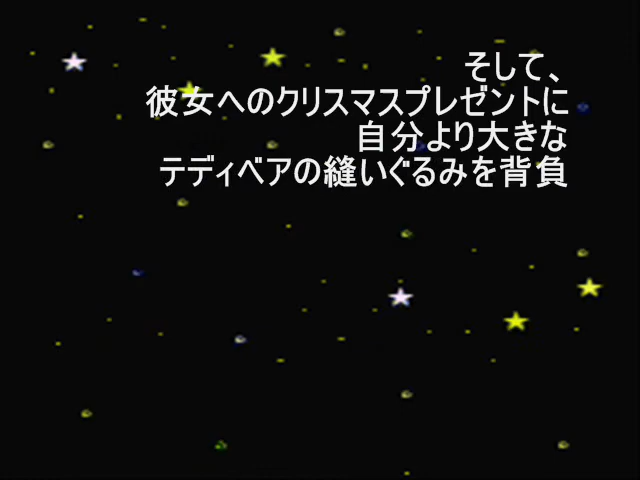 そして、
彼女へのクリスマスプレゼントに
自分より大きな
テディベアの縫いぐるみを背負